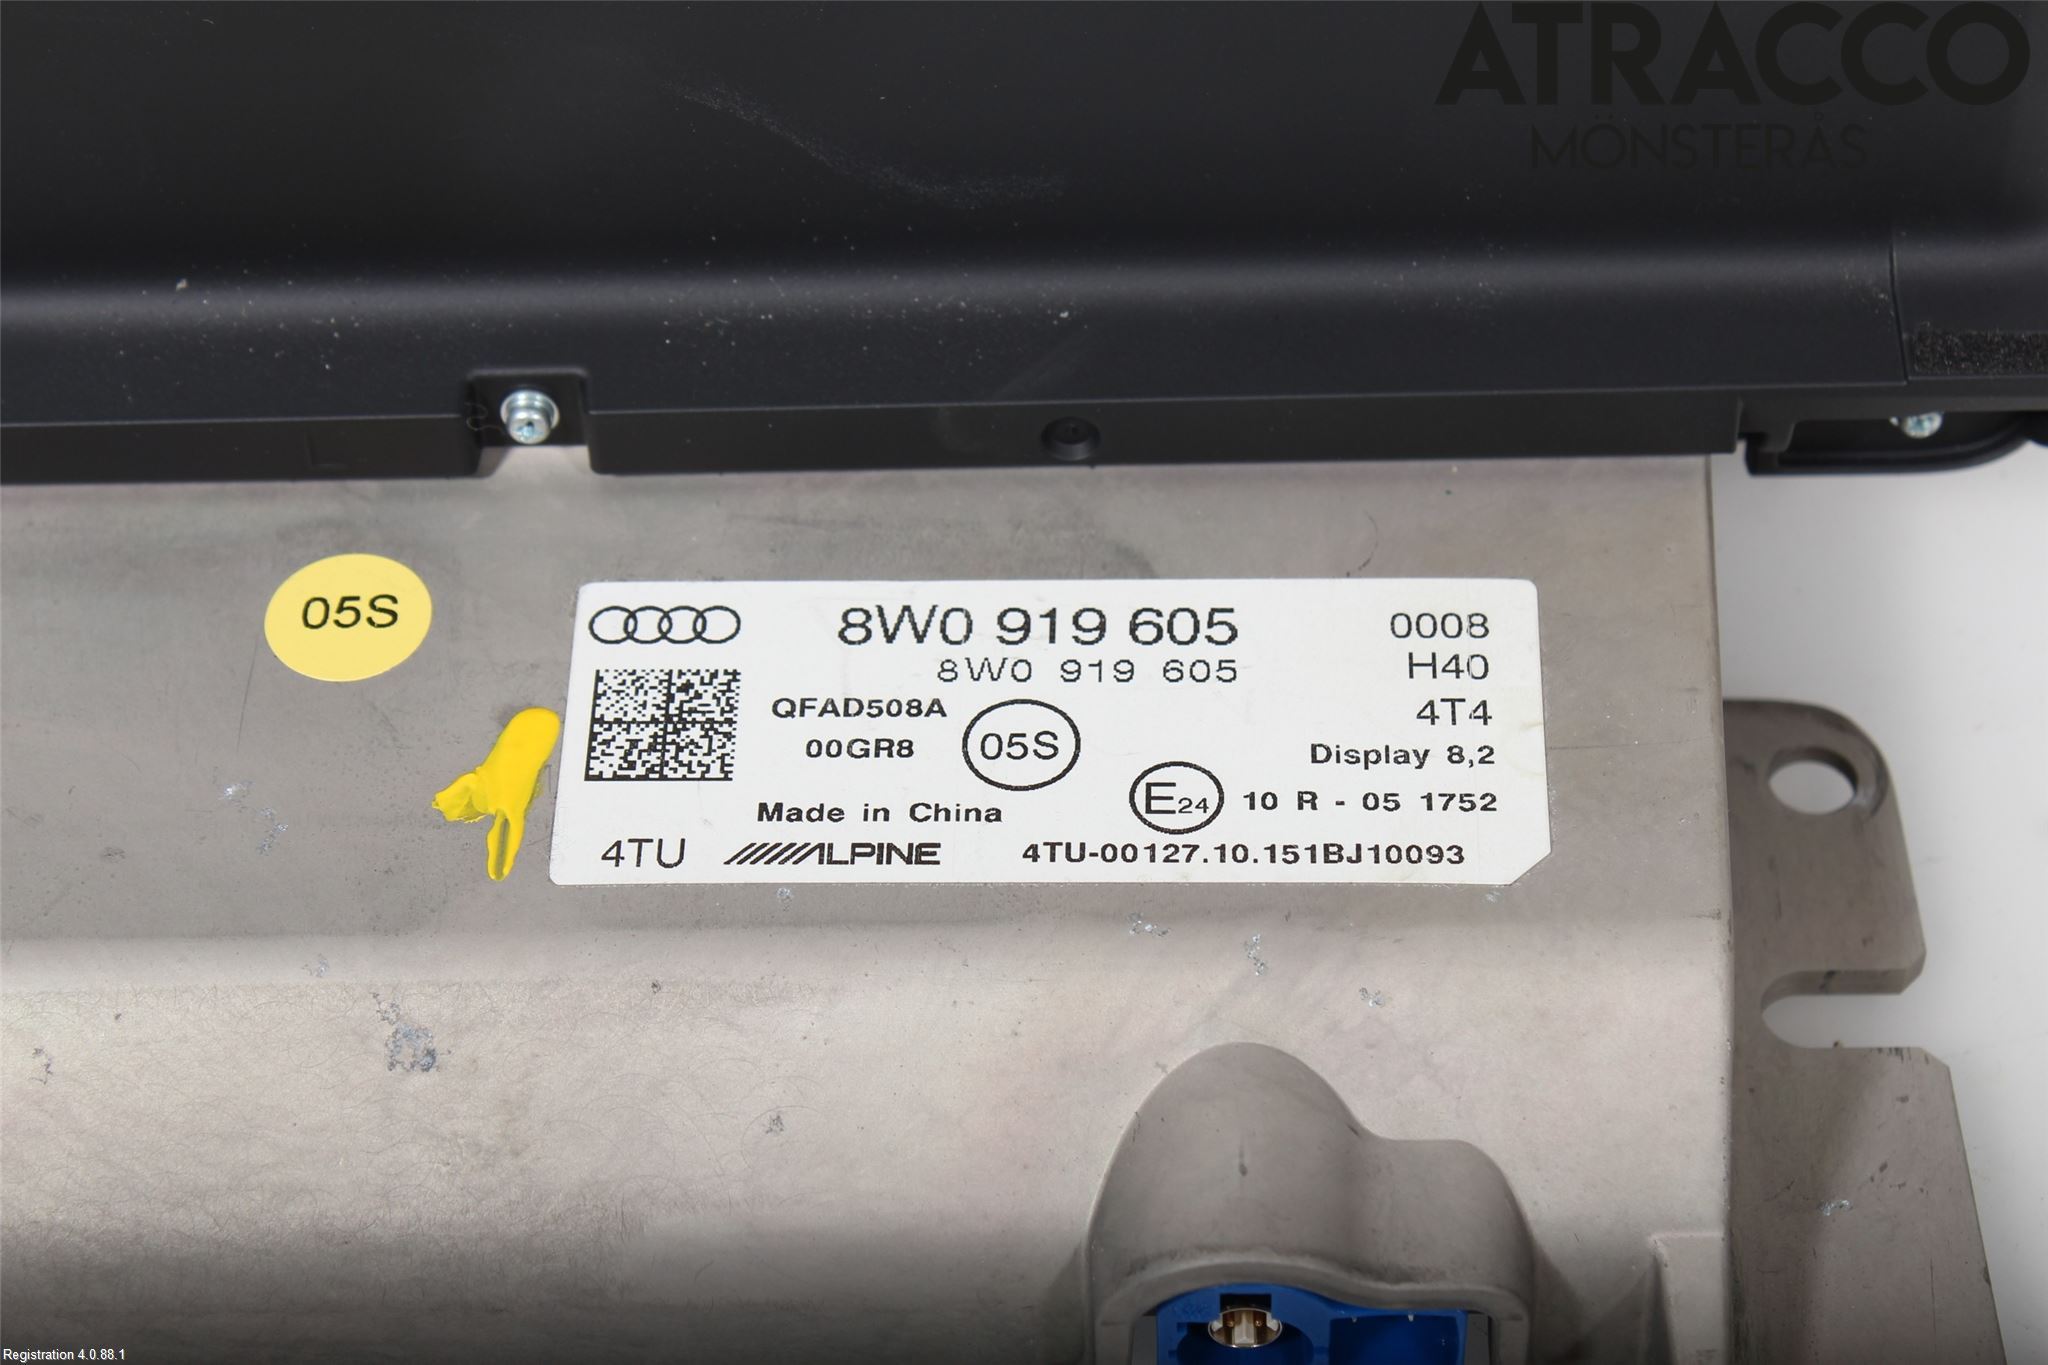 ATRACCO
MÖNSTERÅS
05S
8W0 919 605
0008
8W0 919 605
H40
QFAD508A
4T4
00GR8
05S
Display 8,2
Made in China
E24
10 R - 05 1752
4TU
ALPINE
4TU-00127.10.151BJ10093
Registration 4.0.88.1